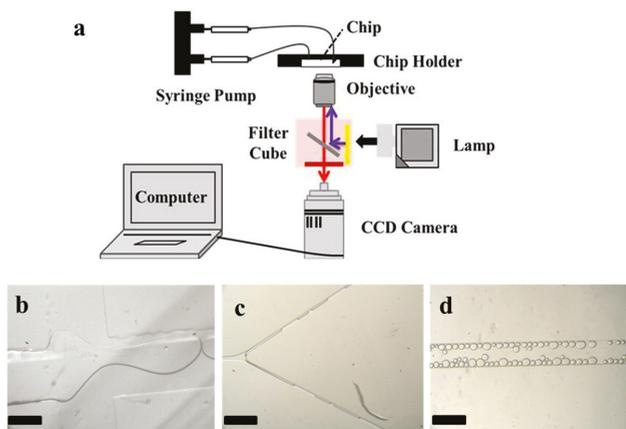 a
Chip
Chip Holder
Objective
Syringe Pump
Filter
Cube
Lamp
Computer
CCD Camera
b
c
d